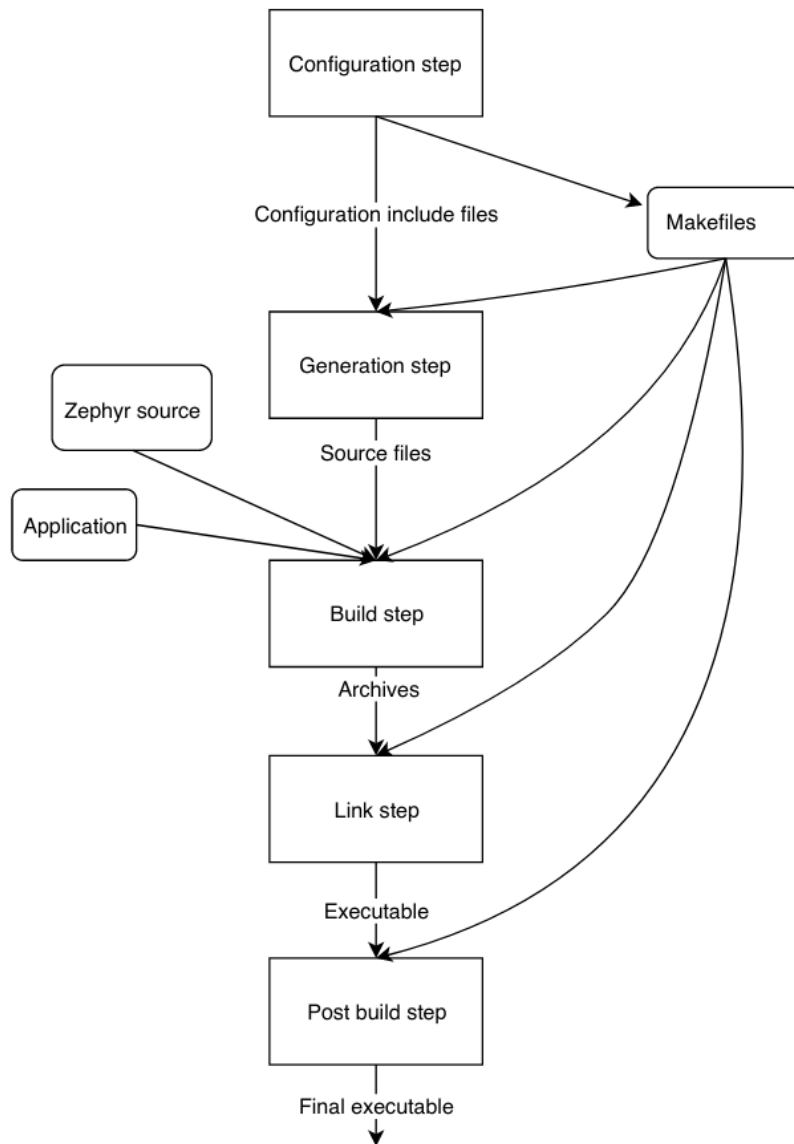 Configuration step
Configuration include files
Makefiles
Generation step
Zephyr source
Source files
Application
Build step
Archives
Link step
Executable
Post build step
Final executable